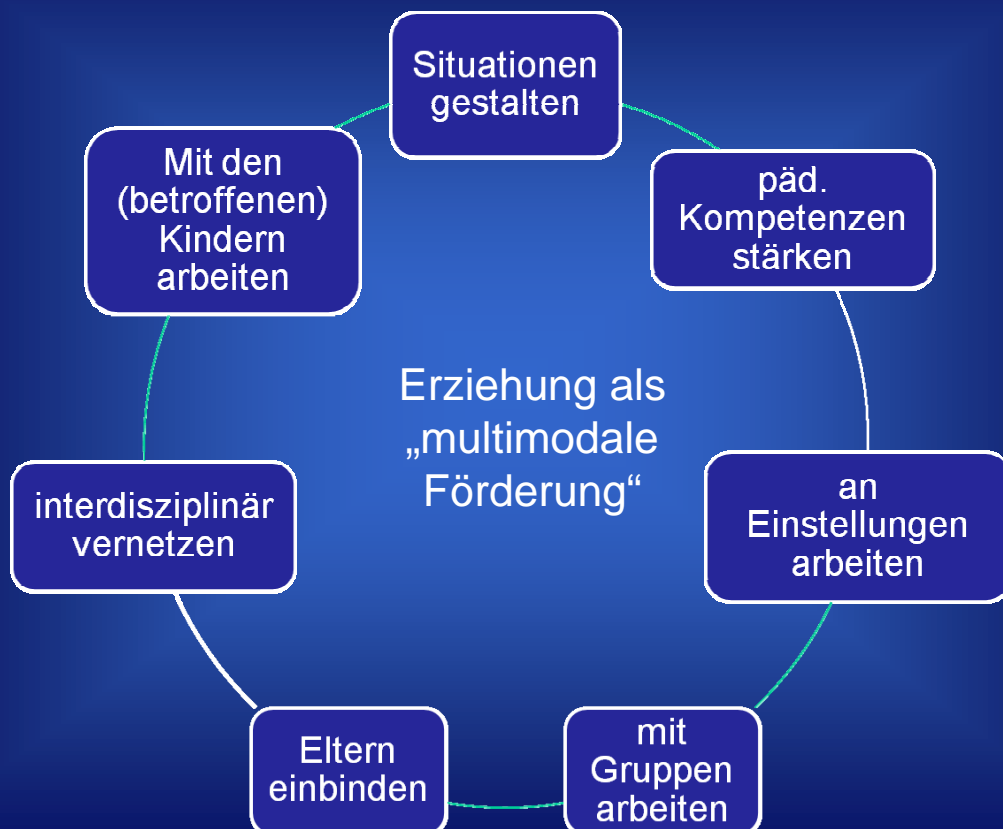 Situationen
gestalten
päd.
Kompetenzen
stärken
an
Einstellungen
arbeiten
mit
Gruppen
arbeiten
Eltern
einbinden
interdisziplinär
vernetzen
Mit den
(betroffenen)
Kindern
arbeiten
Erziehung als
„multimodale
Förderung“